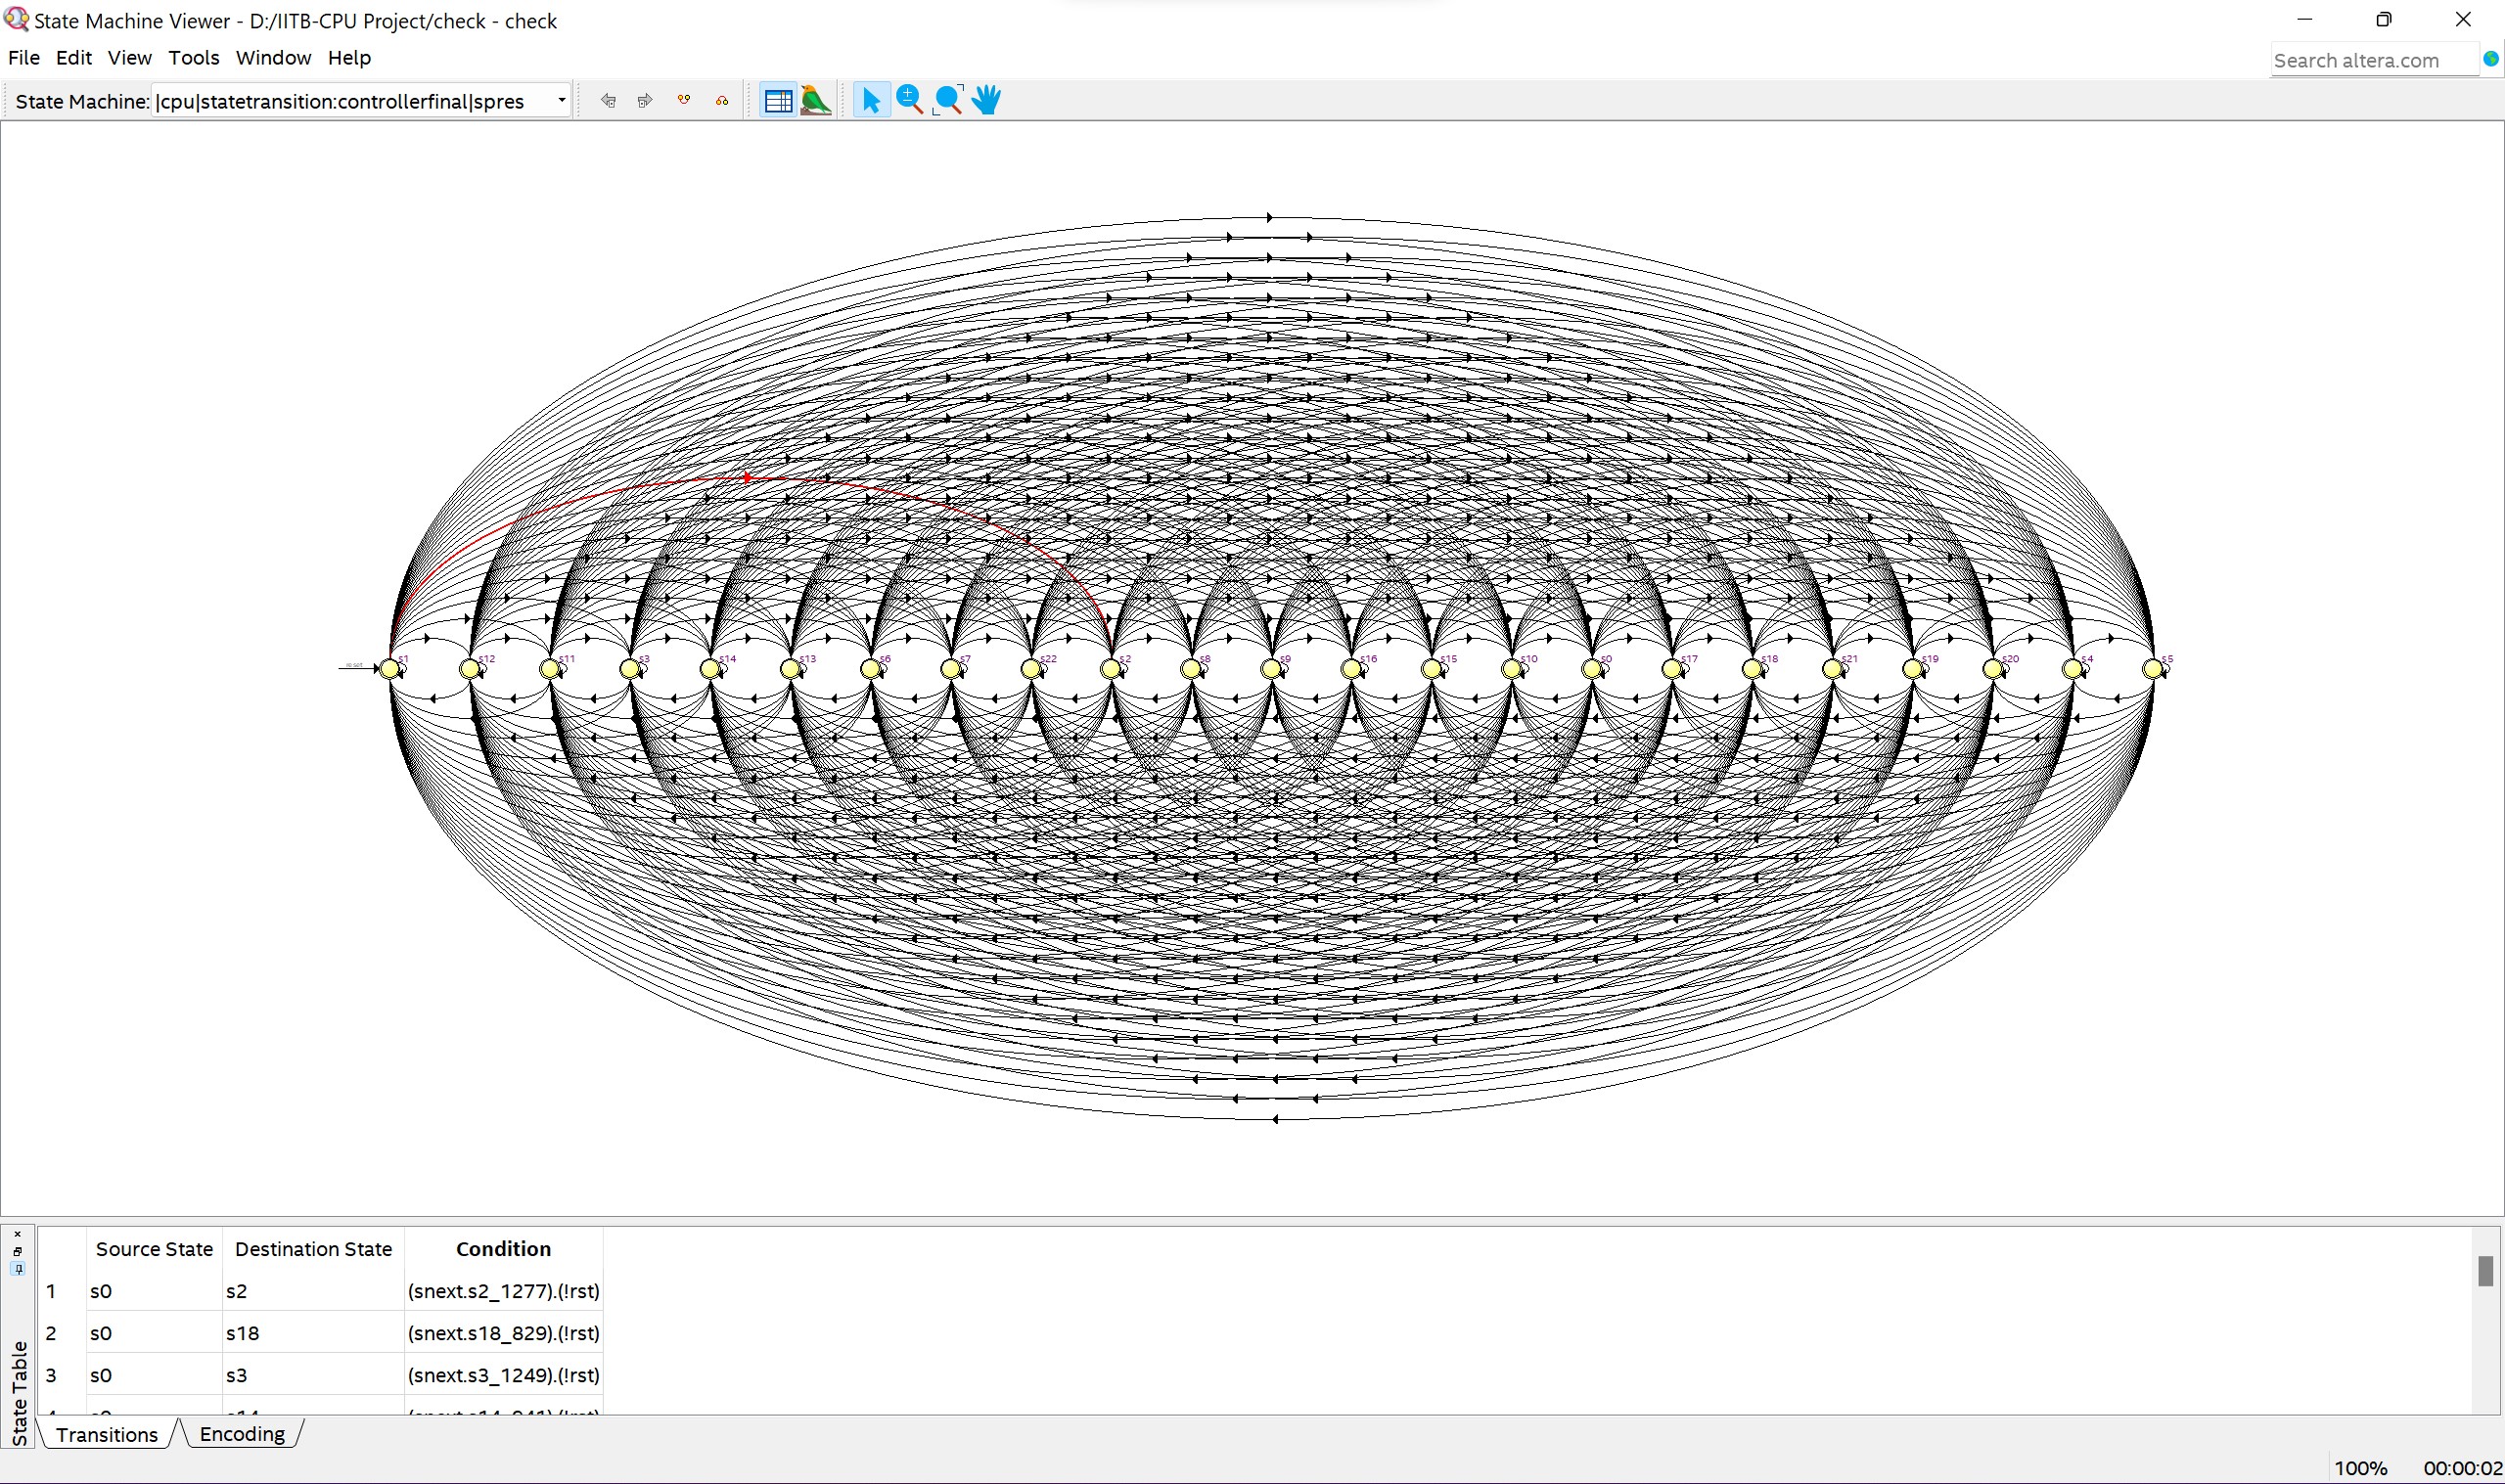 State Machine Viewer - D:/IITB-CPU Project/check - check
File Edit View Tools Window Help
Search altera.com
State Machine: |cpu|statetransition:controllerfinal|spres
reset s1 s12 s11 s3 s14 s13 s6 s7 s22 s2 s8 s9 s16 s15 s10 s0 s17 s18 s21 s19 s20 s4 s5
Source State Destination State Condition
1 s0 s2 (snext.s2_1277).(!rst)
2 s0 s18 (snext.s18_829).(!rst)
3 s0 s3 (snext.s3_1249).(!rst)
State Table
Transitions Encoding
100% 00:00:02